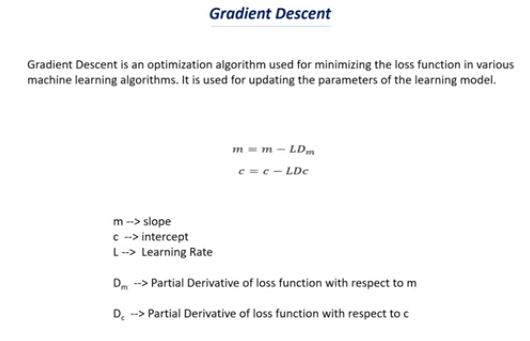 Gradient Descent
Gradient Descent is an optimization algorithm used for minimizing the loss function in various
machine learning algorithms. It is used for updating the parameters of the learning model.
m = m − LDₘ
c = c − LDc
m --> slope
c --> intercept
L --> Learning Rate
Dₘ --> Partial Derivative of loss function with respect to m
D꜀ --> Partial Derivative of loss function with respect to c